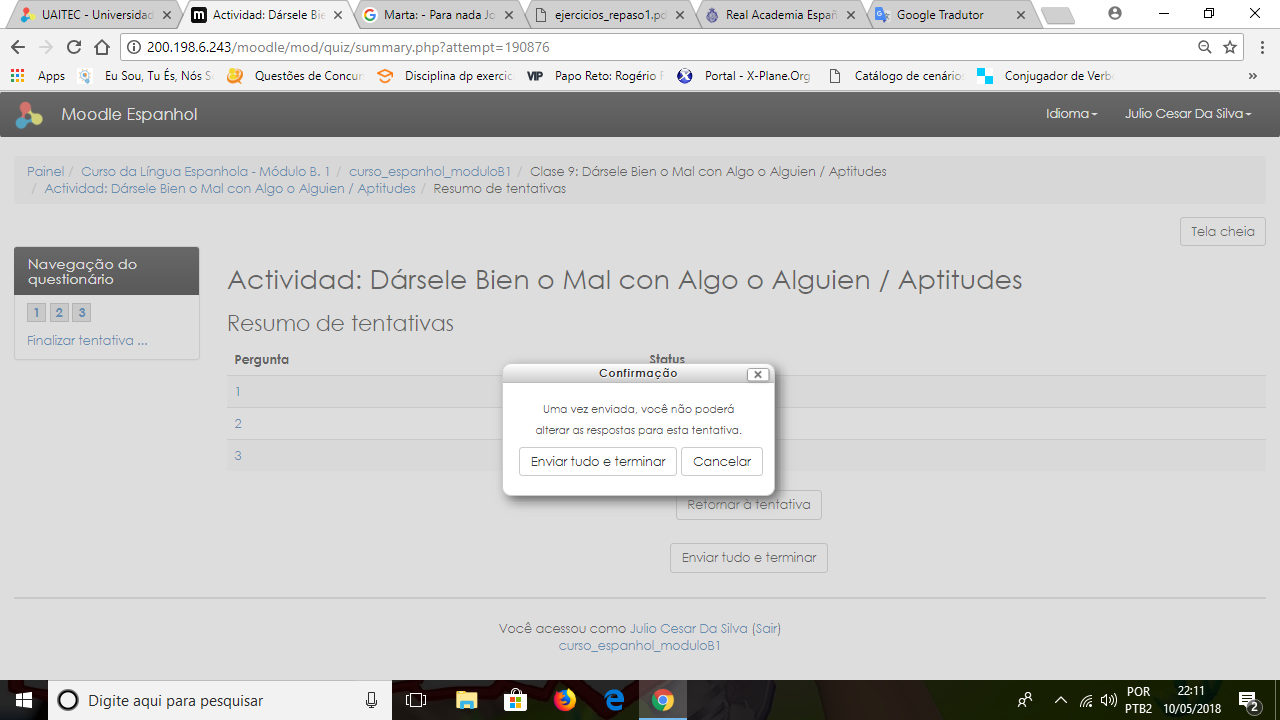 UAITEC - Universidad
Actividad: Dársele Bie
Marta: - Para nada Jo
ejercicios_repaso1.pd
Real Academia Españ
Google Tradutor
200.198.6.243/moodle/mod/quiz/summary.php?attempt=190876
Apps
Eu Sou, Tu És, Nós S
Questões de Concur
Disciplina dp exercic
VIP Papo Reto: Rogério F
Portal - X-Plane.Org
Catálogo de cenário
Conjugador de Verb
»
Moodle Espanhol
Idioma
Julio Cesar Da Silva
Painel / Curso da Língua Espanhola - Módulo B. 1 / curso_espanhol_moduloB1 / Clase 9: Dársele Bien o Mal con Algo o Alguien / Aptitudes
/ Actividad: Dársele Bien o Mal con Algo o Alguien / Aptitudes / Resumo de tentativas
Tela cheia
Navegação do
questionário
1 2 3
Finalizar tentativa ...
Actividad: Dársele Bien o Mal con Algo o Alguien / Aptitudes
Resumo de tentativas
Pergunta Status
1
2
3
Confirmação
Uma vez enviada, você não poderá
alterar as respostas para esta tentativa.
Enviar tudo e terminar Cancelar
Retornar à tentativa
Enviar tudo e terminar
Você acessou como Julio Cesar Da Silva (Sair)
curso_espanhol_moduloB1
Digite aqui para pesquisar
POR
PTB2
22:11
10/05/2018
2